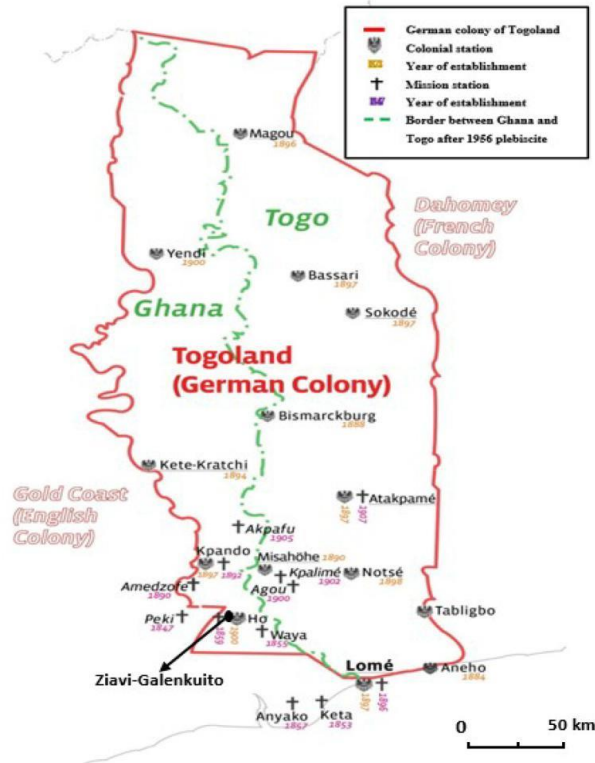 German colony of Togoland
Colonial station
Year of establishment
Mission station
Year of establishment
Border between Ghana and
Togo after 1956 plebiscite
Magou
1896
Dahomey
(French
Colony)
Togo
Yendi
1900
Bassari
1897
Ghana
Sokodé
1897
Togoland
(German Colony)
Bismarckburg
1888
Kete-Kratchi
1894
Gold Coast
(English
Colony)
Atakpamé
1897
1907
Akpafu
1905
Kpando
1897
1892
Misahöhe 1890
Kpalimé
1902
Notsé
1898
Amedzofe
1890
Agou
1900
Peki
1847
Ho
1859
1900
Tabligbo
Waya
1855
Ziavi-Galenkuito
Lomé
1897
1896
Aneho
1884
Anyako
1857
Keta
1853
0
50 km